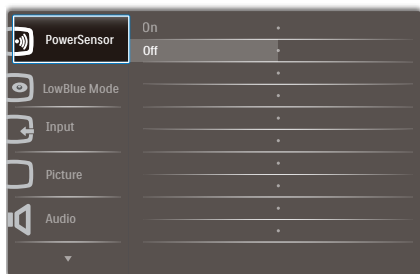 PowerSensor
On
Off
LowBlue Mode
Input
Picture
Audio